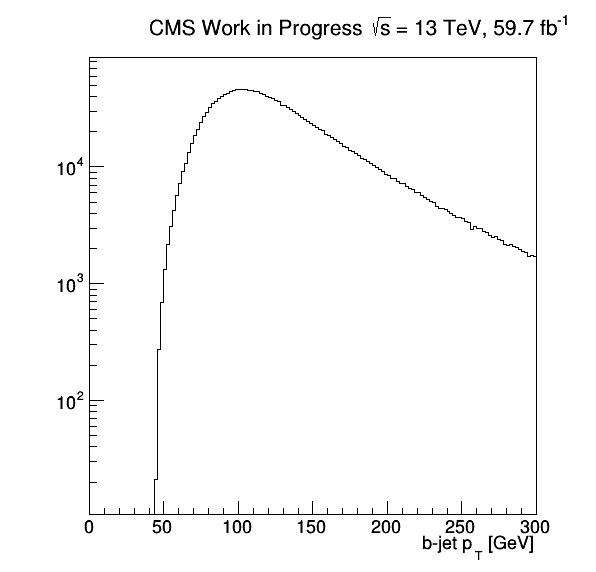 CMS Work in Progress √s = 13 TeV, 59.7 fb⁻¹
10⁴
10³
10²
0 50 100 150 200 250 300
b-jet p_T [GeV]